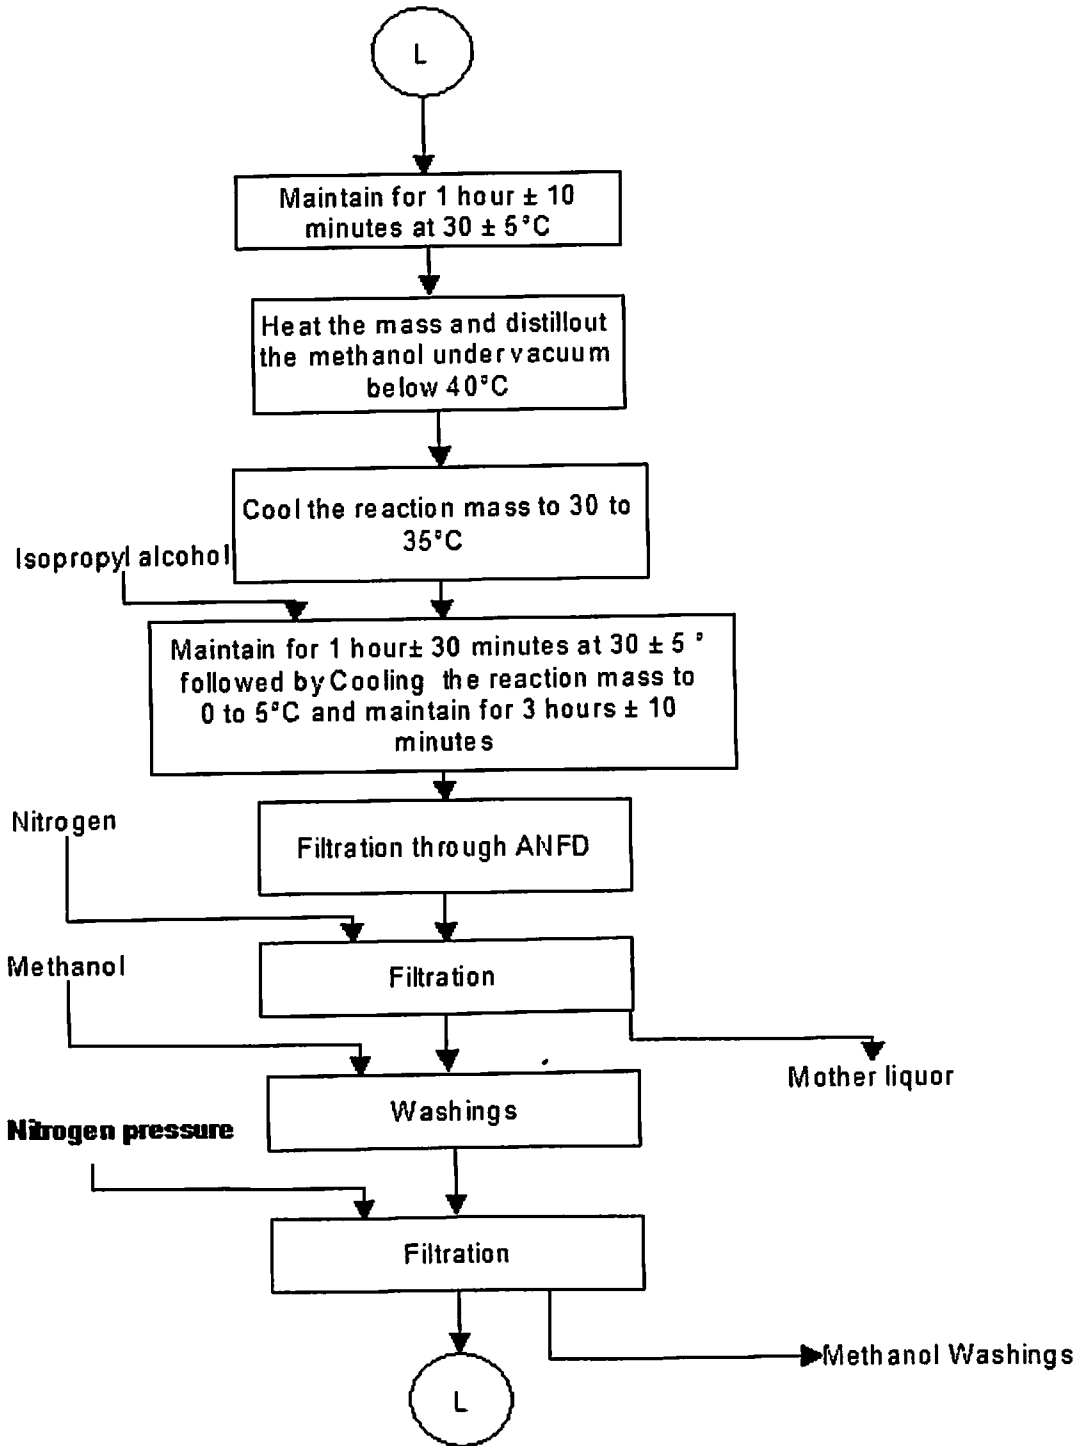 L
Maintain for 1 hour ± 10
minutes at 30 ± 5°C
Heat the mass and distillout
the methanol under vacuum
below 40°C
Cool the reaction mass to 30 to
35°C
Isopropyl alcohol
Maintain for 1 hour± 30 minutes at 30 ± 5 °
followed by Cooling the reaction mass to
0 to 5°C and maintain for 3 hours ± 10
minutes
Nitrogen
Filtration through ANFD
Methanol
Filtration
Mother liquor
Washings
Nitrogen pressure
Filtration
Methanol Washings
L